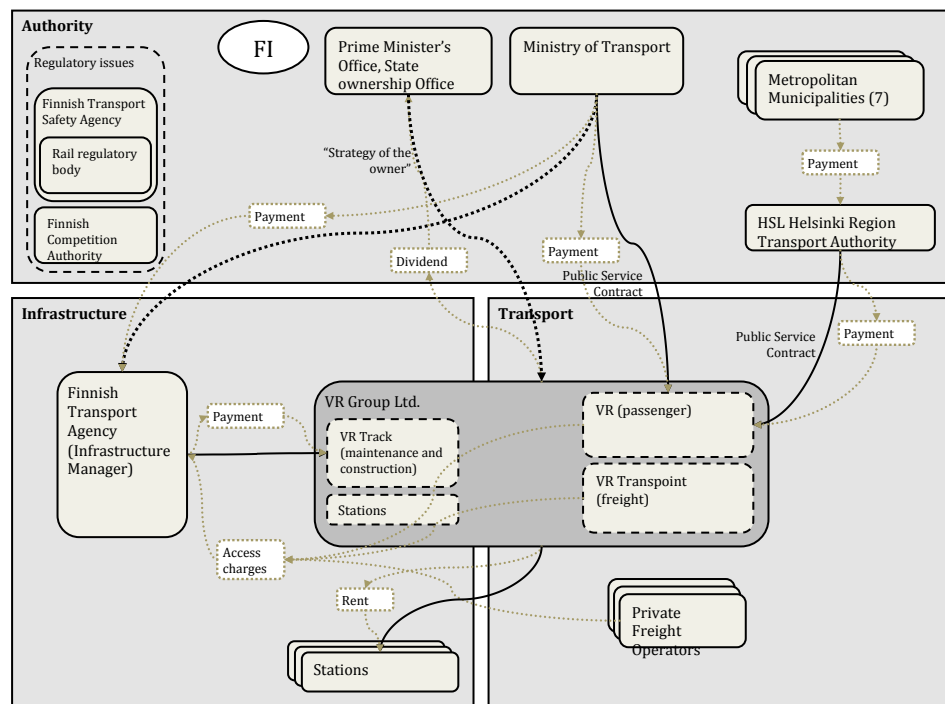 Authority
FI
Prime Minister's
Office, State
ownership Office
Ministry of Transport
Metropolitan
Municipalities (7)
Regulatory issues
Finnish Transport
Safety Agency
Rail regulatory
body
Finnish
Competition
Authority
"Strategy of the
owner"
Payment
Payment
HSL Helsinki Region
Transport Authority
Dividend
Payment
Public Service
Contract
Infrastructure
Transport
Public Service
Contract
Payment
Finnish
Transport
Agency
(Infrastructure
Manager)
Payment
VR Group Ltd.
VR Track
(maintenance and
construction)
Stations
VR (passenger)
VR Transpoint
(freight)
Access
charges
Rent
Stations
Private
Freight
Operators